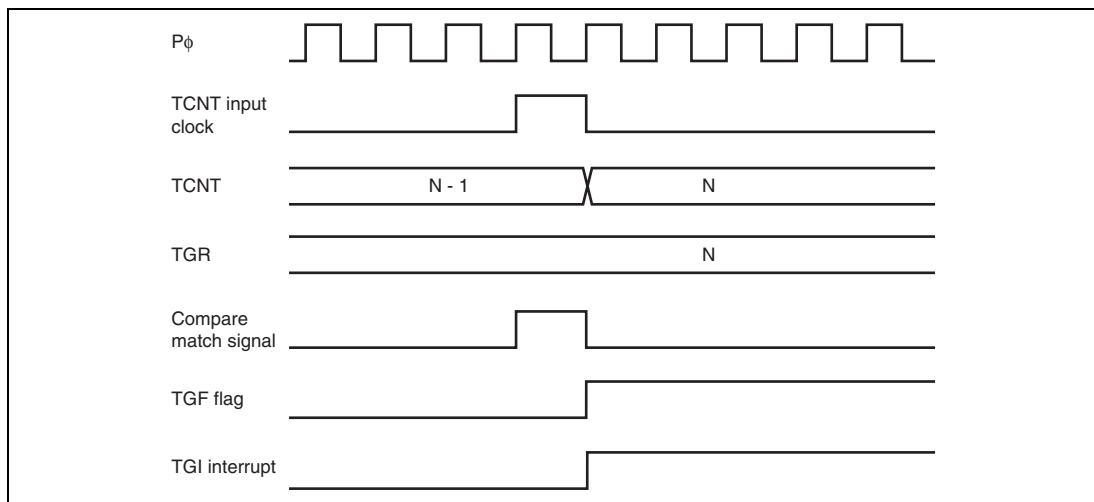 Pϕ
TCNT input
clock
TCNT
N - 1
N
TGR
N
Compare
match signal
TGF flag
TGI interrupt